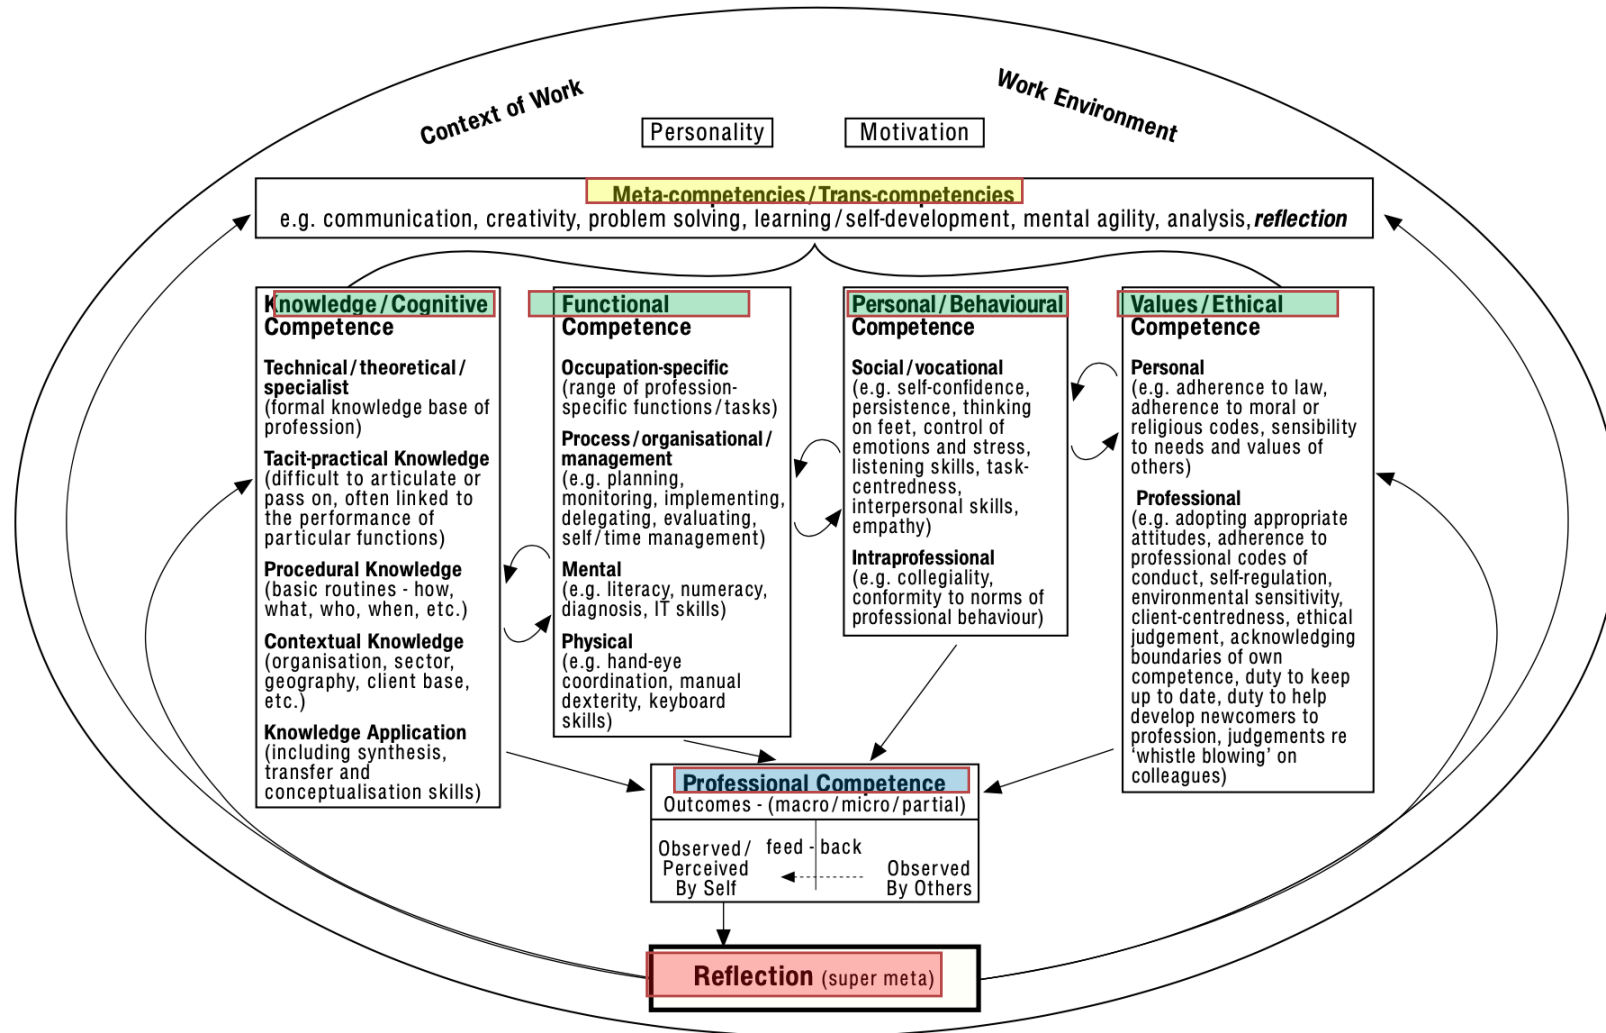 Context of Work
Work Environment
Personality
Motivation
Meta-competencies/Trans-competencies
e.g. communication, creativity, problem solving, learning/self-development, mental agility, analysis, reflection
Knowledge/Cognitive
Competence
Technical/theoretical/
specialist
(formal knowledge base of
profession)
Tacit-practical Knowledge
(difficult to articulate or
pass on, often linked to
the performance of
particular functions)
Procedural Knowledge
(basic routines - how,
what, who, when, etc.)
Contextual Knowledge
(organisation, sector,
geography, client base,
etc.)
Knowledge Application
(including synthesis,
transfer and
conceptualisation skills)
Functional
Competence
Occupation-specific
(range of profession-
specific functions/tasks)
Process/organisational/
management
(e.g. planning,
monitoring, implementing,
delegating, evaluating,
self/time management)
Mental
(e.g. literacy, numeracy,
diagnosis, IT skills)
Physical
(e.g. hand-eye
coordination, manual
dexterity, keyboard
skills)
Personal/Behavioural
Competence
Social/vocational
(e.g. self-confidence,
persistence, thinking
on feet, control of
emotions and stress,
listening skills, task-
centredness,
interpersonal skills,
empathy)
Intraprofessional
(e.g. collegiality,
conformity to norms of
professional behaviour)
Values/Ethical
Competence
Personal
(e.g. adherence to law,
adherence to moral or
religious codes, sensibility
to needs and values of
others)
Professional
(e.g. adopting appropriate
attitudes, adherence to
professional codes of
conduct, self-regulation,
environmental sensitivity,
client-centredness, ethical
judgement, acknowledging
boundaries of own
competence, duty to keep
up to date, duty to help
develop newcomers to
profession, judgements re
'whistle blowing' on
colleagues)
Professional Competence
Outcomes - (macro/micro/partial)
Observed/
Perceived
By Self
feed - back
Observed
By Others
Reflection (super meta)